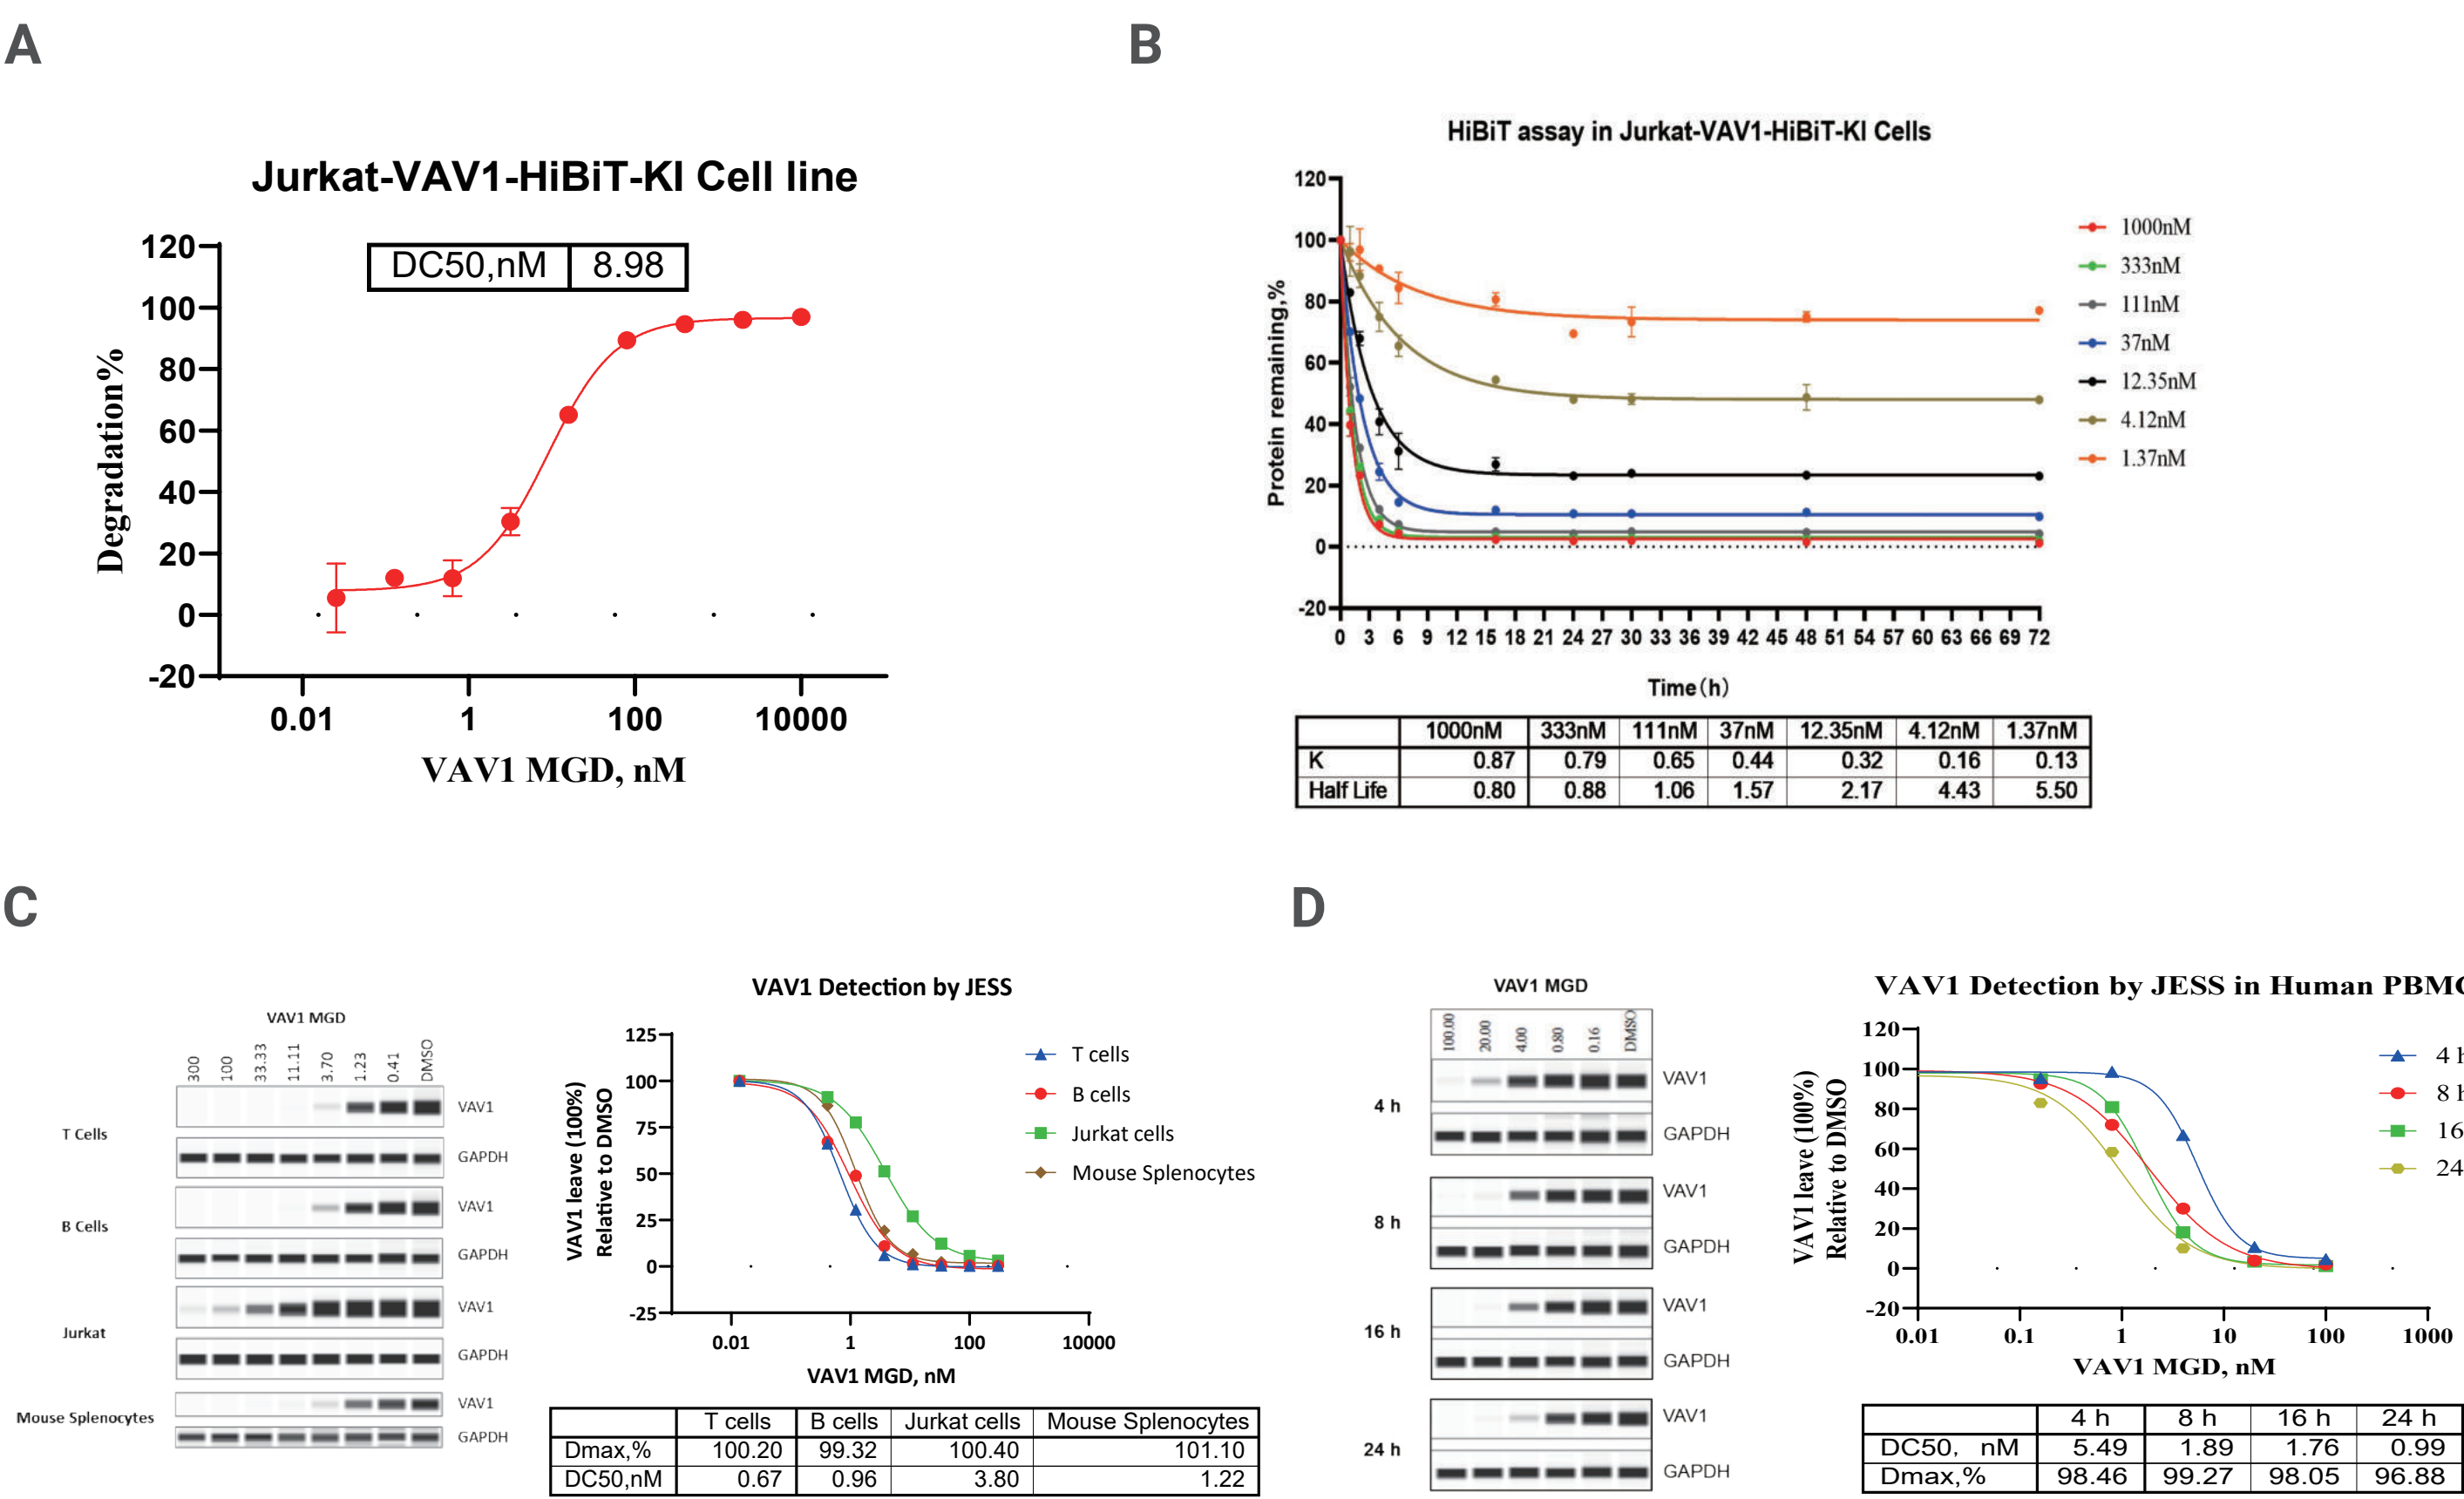 A
Jurkat-VAV1-HiBiT-KI Cell line
DC50,nM 8.98
Degradation%
120
100
80
60
40
20
0
-20
0.01 1 100 10000
VAV1 MGD, nM
B
HiBiT assay in Jurkat-VAV1-HiBiT-KI Cells
Protein remaining,%
120
100
80
60
40
20
0
-20
0 3 6 9 12 15 18 21 24 27 30 33 36 39 42 45 48 51 54 57 60 63 66 69 72
Time(h)
1000nM
333nM
111nM
37nM
12.35nM
4.12nM
1.37nM
1000nM 333nM 111nM 37nM 12.35nM 4.12nM 1.37nM
K 0.87 0.79 0.65 0.44 0.32 0.16 0.13
Half Life 0.80 0.88 1.06 1.57 2.17 4.43 5.50
C
VAV1 MGD
300 100 33.33 11.11 3.70 1.23 0.41 DMSO
T Cells
VAV1
GAPDH
B Cells
VAV1
GAPDH
Jurkat
VAV1
GAPDH
Mouse Splenocytes
VAV1
GAPDH
VAV1 Detection by JESS
VAV1 leave (100%)
Relative to DMSO
125
100
75
50
25
0
-25
0.01 1 100 10000
VAV1 MGD, nM
T cells
B cells
Jurkat cells
Mouse Splenocytes
T cells B cells Jurkat cells Mouse Splenocytes
Dmax,% 100.20 99.32 100.40 101.10
DC50,nM 0.67 0.96 3.80 1.22
D
VAV1 MGD
100.00 20.00 4.00 0.80 0.16 DMSO
4 h
VAV1
GAPDH
8 h
VAV1
GAPDH
16 h
VAV1
GAPDH
24 h
VAV1
GAPDH
VAV1 Detection by JESS in Human PBMC
VAV1 leave (100%)
Relative to DMSO
120
100
80
60
40
20
0
-20
0.01 0.1 1 10 100 1000
VAV1 MGD, nM
4 h
8 h
16
24
4 h 8 h 16 h 24 h
DC50, nM 5.49 1.89 1.76 0.99
Dmax,% 98.46 99.27 98.05 96.88